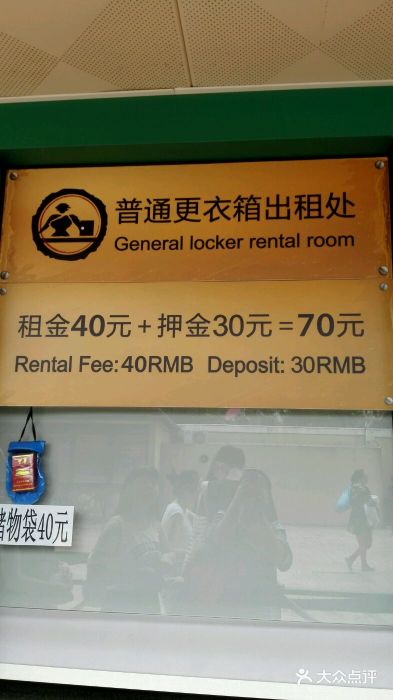 普通更衣箱出租处
General locker rental room
租金40元+押金30元=70元
Rental Fee:40RMB Deposit: 30RMB
物袋40元
大众点评